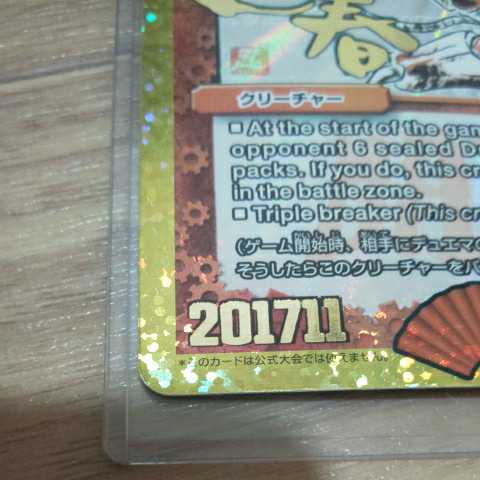 春
クリーチャー
■ At the start of the gam
opponent 6 sealed D
packs. If you do, this cr
in the battle zone.
■ Triple breaker (This cr
（ゲーム開始時、相手にデュエマの
そうしたらこのクリーチャーをバ
201711
＊このカードは公式大会では使えません。